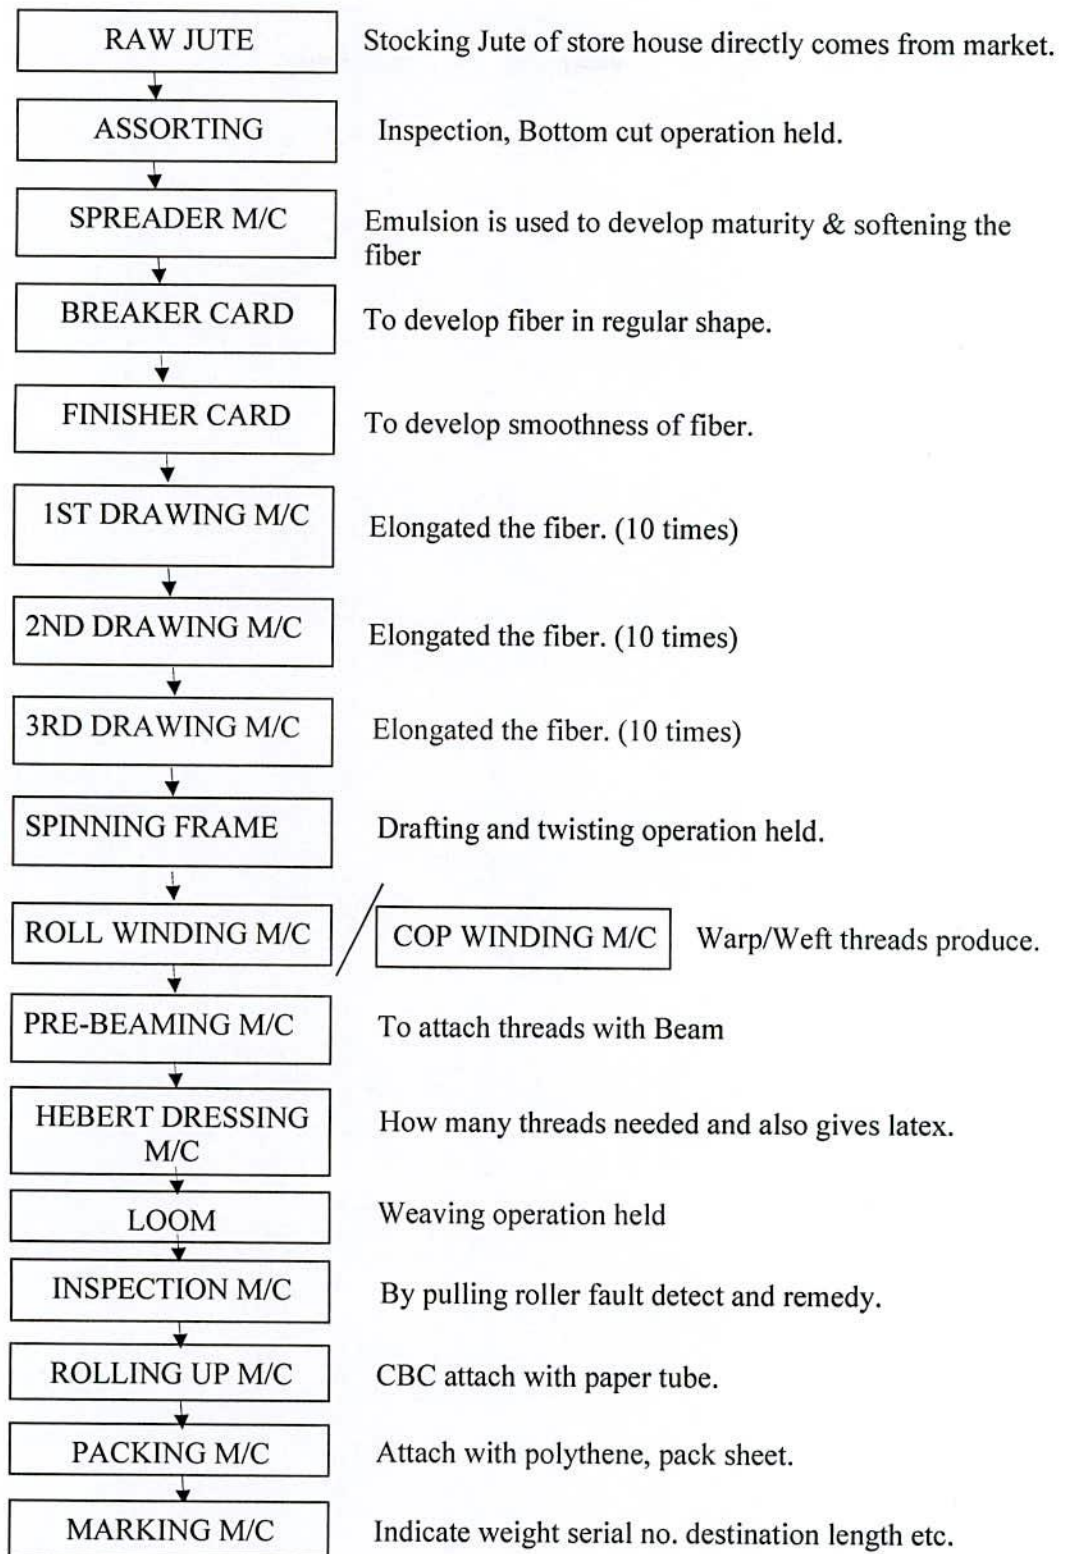 RAW JUTE
Stocking Jute of store house directly comes from market.
ASSORTING
Inspection, Bottom cut operation held.
SPREADER M/C
Emulsion is used to develop maturity & softening the
fiber
BREAKER CARD
To develop fiber in regular shape.
FINISHER CARD
To develop smoothness of fiber.
1ST DRAWING M/C
Elongated the fiber. (10 times)
2ND DRAWING M/C
Elongated the fiber. (10 times)
3RD DRAWING M/C
Elongated the fiber. (10 times)
SPINNING FRAME
Drafting and twisting operation held.
ROLL WINDING M/C
COP WINDING M/C
Warp/Weft threads produce.
PRE-BEAMING M/C
To attach threads with Beam
HEBERT DRESSING
M/C
How many threads needed and also gives latex.
LOOM
Weaving operation held
INSPECTION M/C
By pulling roller fault detect and remedy.
ROLLING UP M/C
CBC attach with paper tube.
PACKING M/C
Attach with polythene, pack sheet.
MARKING M/C
Indicate weight serial no. destination length etc.